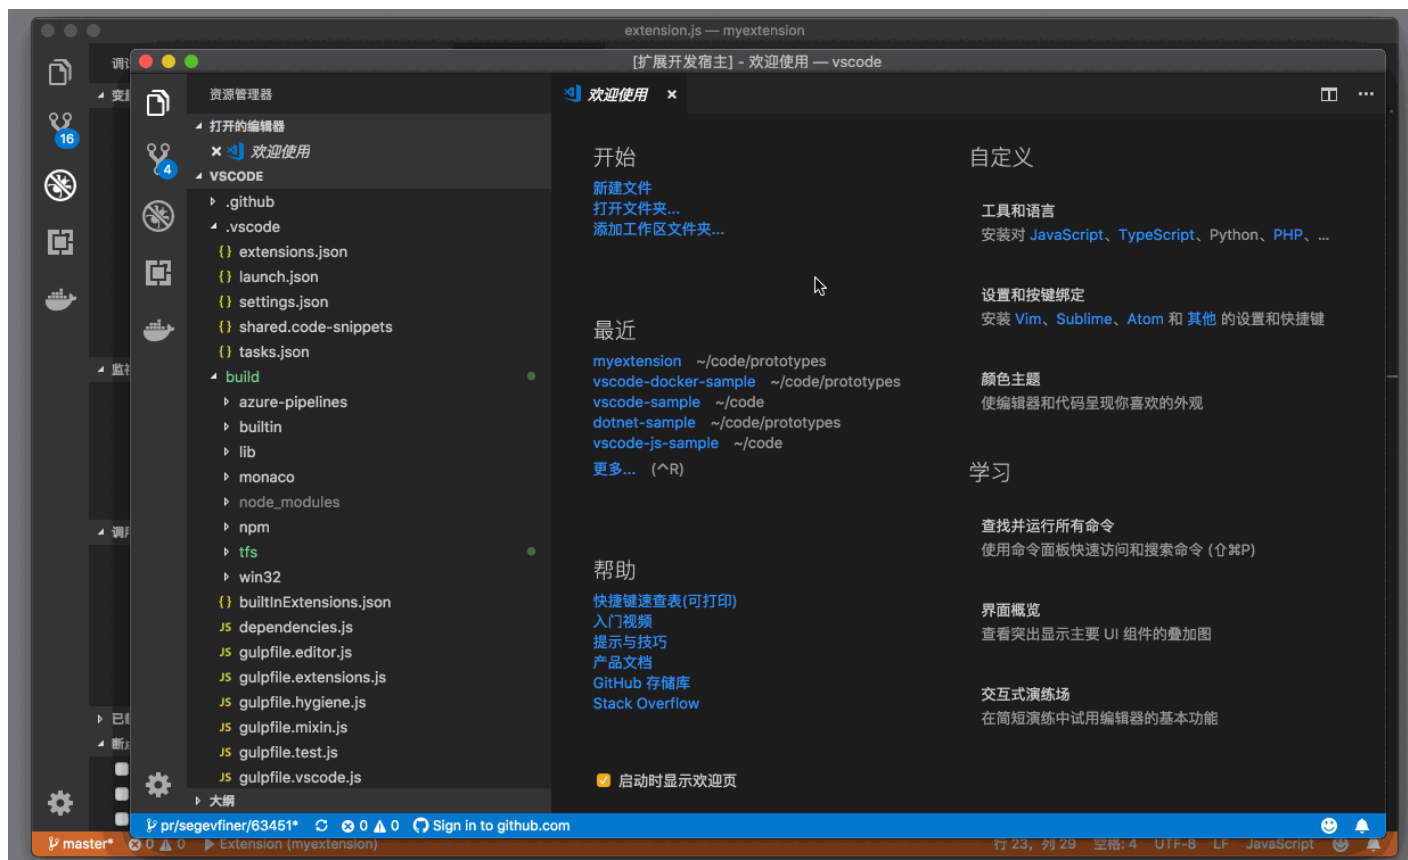 extension.js — myextension
[扩展开发宿主] - 欢迎使用 — vscode
16
4
资源管理器
打开的编辑器
欢迎使用
VSCODE
.github
.vscode
{} extensions.json
{} launch.json
{} settings.json
{} shared.code-snippets
{} tasks.json
build
azure-pipelines
builtin
lib
monaco
node_modules
npm
tfs
win32
{} builtInExtensions.json
JS dependencies.js
JS gulpfile.editor.js
JS gulpfile.extensions.js
JS gulpfile.hygiene.js
JS gulpfile.mixin.js
JS gulpfile.test.js
JS gulpfile.vscode.js
大纲
欢迎使用
开始
新建文件
打开文件夹...
添加工作区文件夹...
最近
myextension ~/code/prototypes
vscode-docker-sample ~/code/prototypes
vscode-sample ~/code
dotnet-sample ~/code/prototypes
vscode-js-sample ~/code
更多... (^R)
帮助
快捷键速查表(可打印)
入门视频
提示与技巧
产品文档
GitHub 存储库
Stack Overflow
启动时显示欢迎页
自定义
工具和语言
安装对 JavaScript、TypeScript、Python、PHP、...
设置和按键绑定
安装 Vim、Sublime、Atom 和 其他 的设置和快捷键
颜色主题
使编辑器和代码呈现你喜欢的外观
学习
查找并运行所有命令
使用命令面板快速访问和搜索命令 (⇧⌘P)
界面概览
查看突出显示主要 UI 组件的叠加图
交互式演练场
在简短演练中试用编辑器的基本功能
pr/segevfiner/63451* 0 0 Sign in to github.com
master* 0 0 Extension (myextension) 行 23，列 29 空格: 4 UTF-8 LF JavaScript